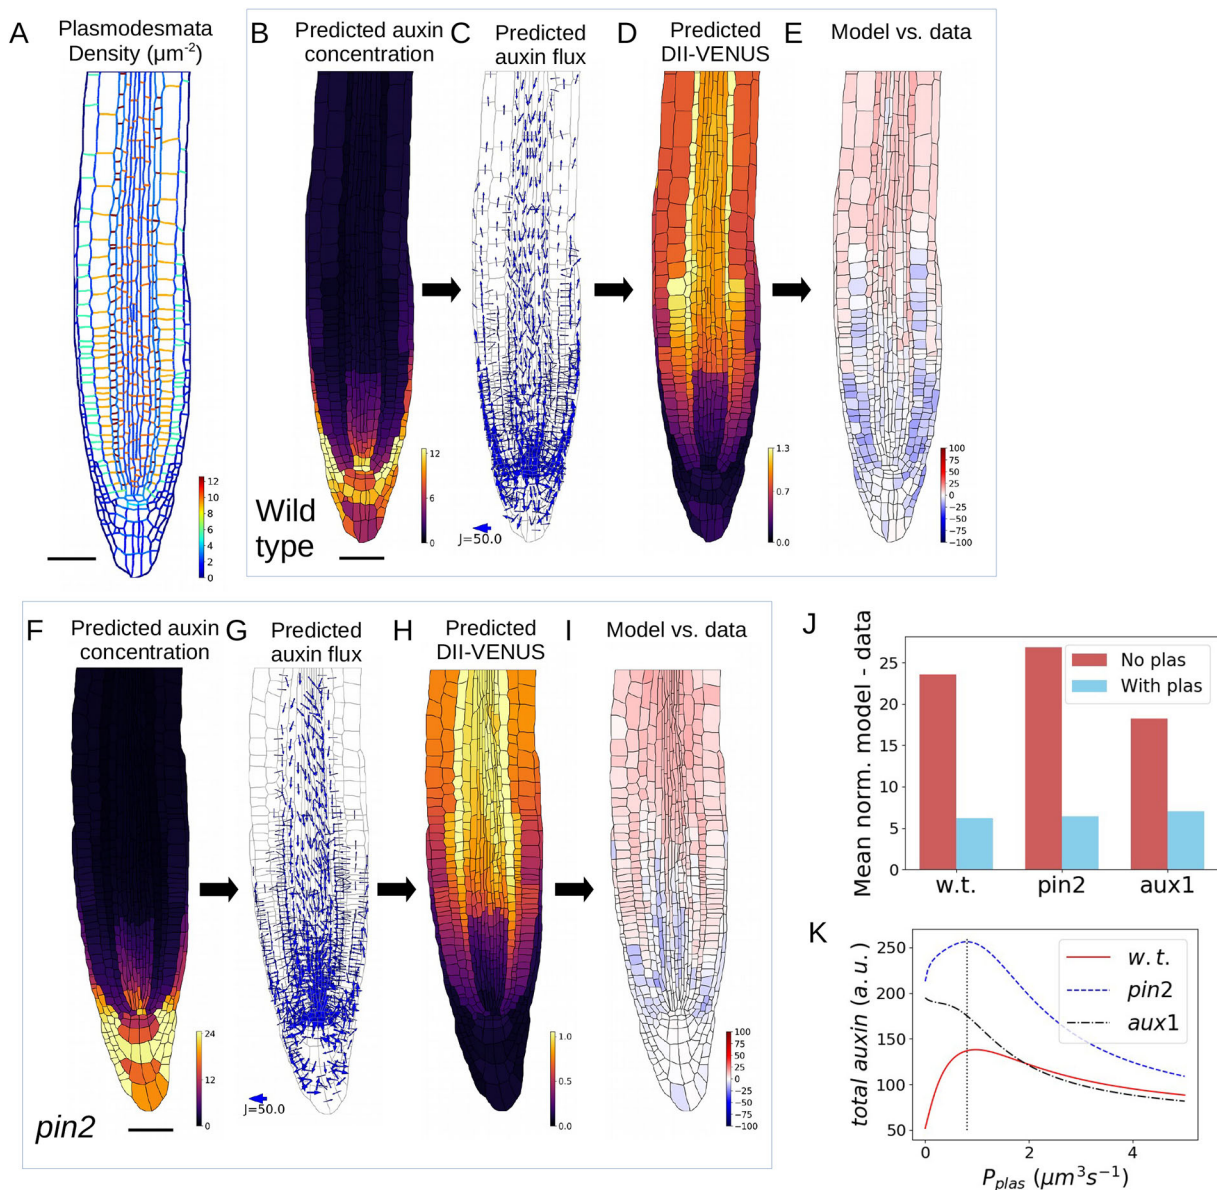 A
Plasmodesmata
Density (μm-2)
12
10
8
6
4
2
0
B
Predicted auxin
concentration
12
6
0
Wild
type
C
Predicted
auxin flux
J=50.0
D
Predicted
DII-VENUS
1.3
0.7
0.0
E
Model vs. data
100
75
50
25
0
−25
−50
−75
−100
F
Predicted auxin
concentration
24
12
0
pin2
G
Predicted
auxin flux
J=50.0
H
Predicted
DII-VENUS
1.0
0.5
0.0
I
Model vs. data
100
75
50
25
0
−25
−50
−75
−100
J
Mean norm. model - data
25
20
15
10
5
0
No plas
With plas
w.t.
pin2
aux1
K
total auxin (a.u.)
250
200
150
100
50
w.t.
pin2
aux1
0
2
4
Pplas (μm3s−1)